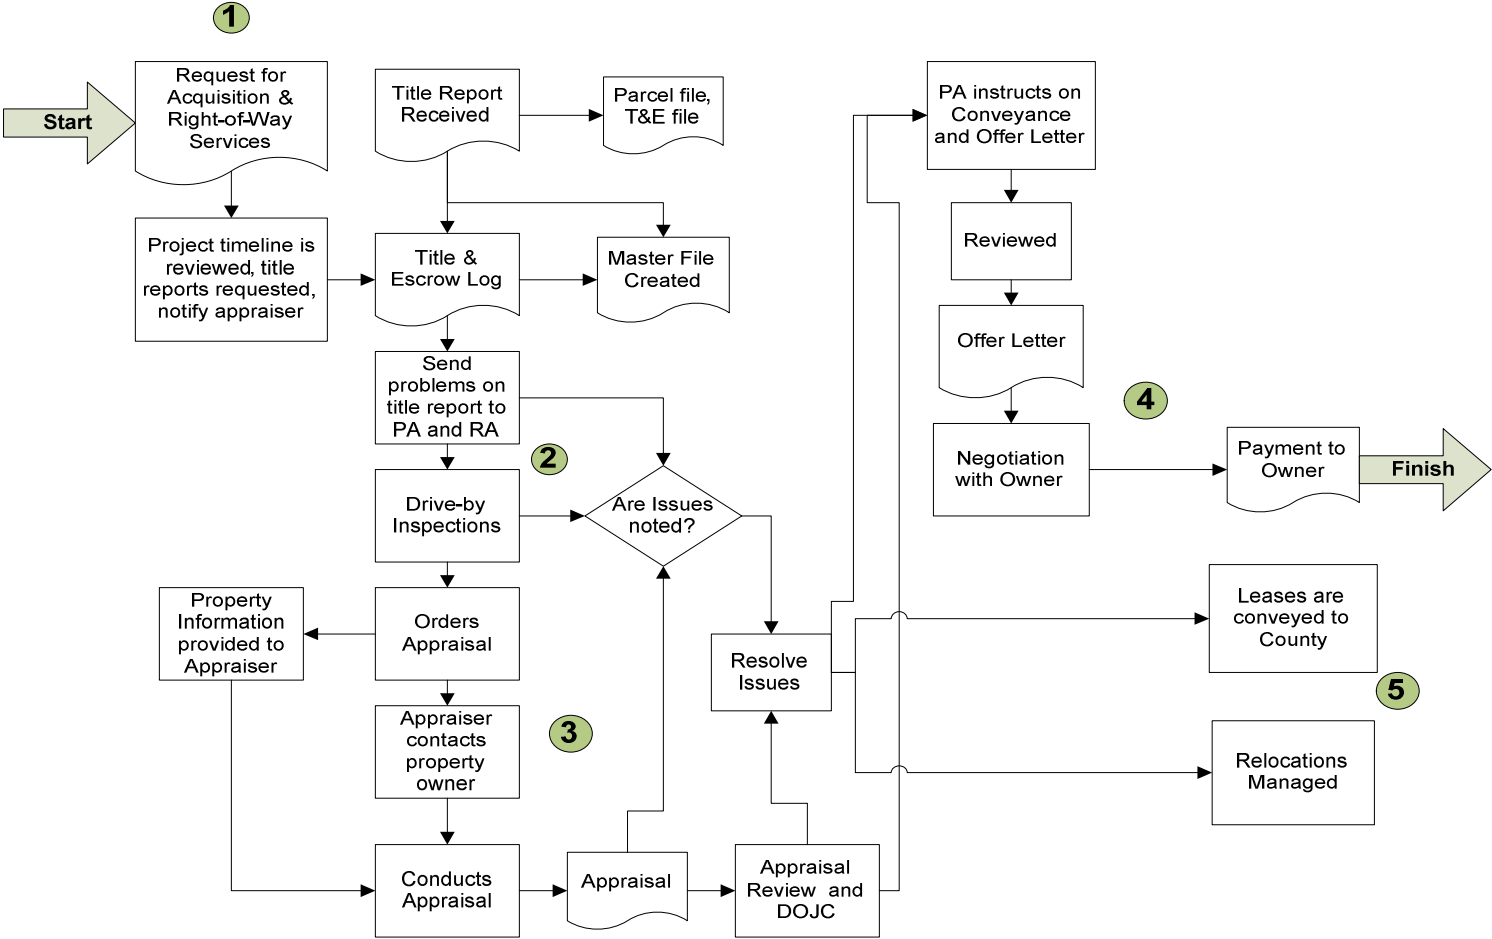 1
Start
Request for
Acquisition &
Right-of-Way
Services
Title Report
Received
Parcel file,
T&E file
PA instructs on
Conveyance
and Offer Letter
Project timeline is
reviewed, title
reports requested,
notify appraiser
Title &
Escrow Log
Master File
Created
Reviewed
Offer Letter
Send
problems on
title report to
PA and RA
2
Drive-by
Inspections
Are Issues
noted?
4
Negotiation
with Owner
Payment to
Owner
Finish
Property
Information
provided to
Appraiser
Orders
Appraisal
Resolve
Issues
Leases are
conveyed to
County
5
Appraiser
contacts
property
owner
3
Relocations
Managed
Conducts
Appraisal
Appraisal
Appraisal
Review and
DOJC